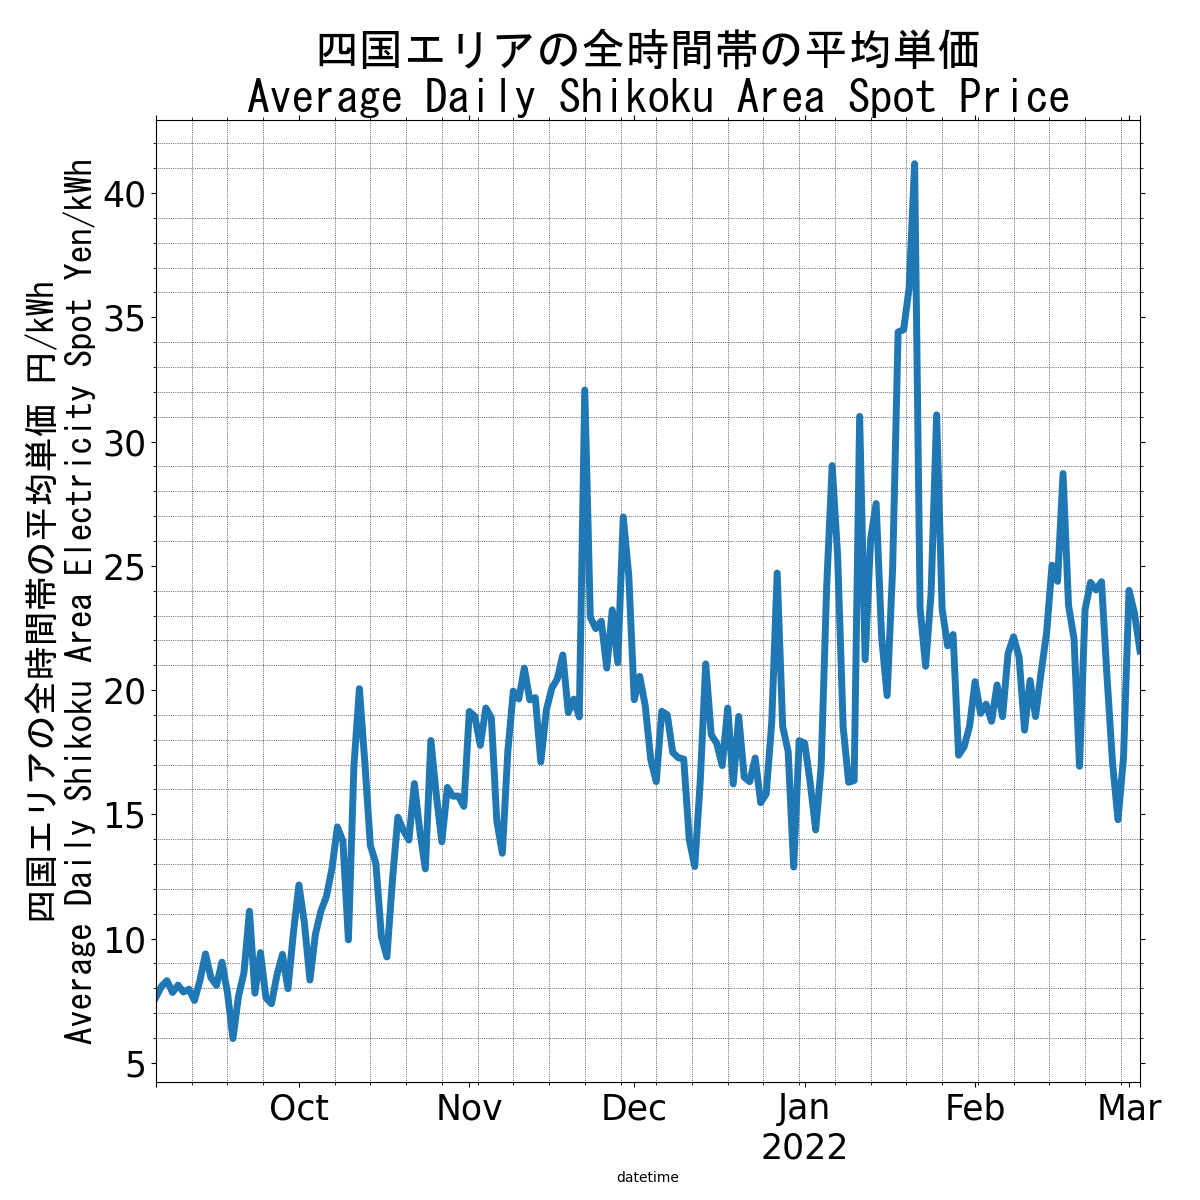 四国エリアの全時間帯の平均単価
Average Daily Shikoku Area Spot Price
四国エリアの全時間帯の平均単価 円/kWh
Average Daily Shikoku Area Electricity Spot Yen/kWh
40
35
30
25
20
15
10
5
Oct
Nov
Dec
Jan
2022
Feb
Mar
datetime